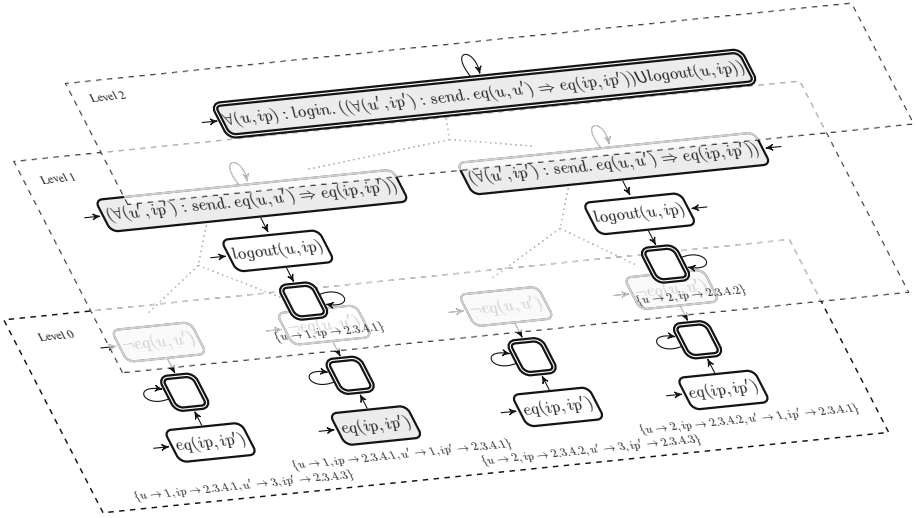 Level 2
∀(u, ip) : login. ((∀(u′, ip′) : send. eq(u, u′) ⇒ eq(ip, ip′))Ulogout(u, ip))
Level 1
(∀(u′, ip′) : send. eq(u, u′) ⇒ eq(ip, ip′))
(∀(u′, ip′) : send. eq(u, u′) ⇒ eq(ip, ip′))
logout(u, ip)
logout(u, ip)
{u → 2, ip → 2.3.4.2}
{u → 1, ip → 2.3.4.1}
Level 0
¬eq(u, u′)
¬eq(u, u′)
¬eq(u, u′)
¬eq(u, u′)
eq(ip, ip′)
eq(ip, ip′)
eq(ip, ip′)
eq(ip, ip′)
{u → 1, ip → 2.3.4.1, u′ → 3, ip′ → 2.3.4.3}
{u → 1, ip → 2.3.4.1, u′ → 1, ip′ → 2.3.4.1}
{u → 2, ip → 2.3.4.2, u′ → 3, ip′ → 2.3.4.3}
{u → 2, ip → 2.3.4.2, u′ → 1, ip′ → 2.3.4.1}